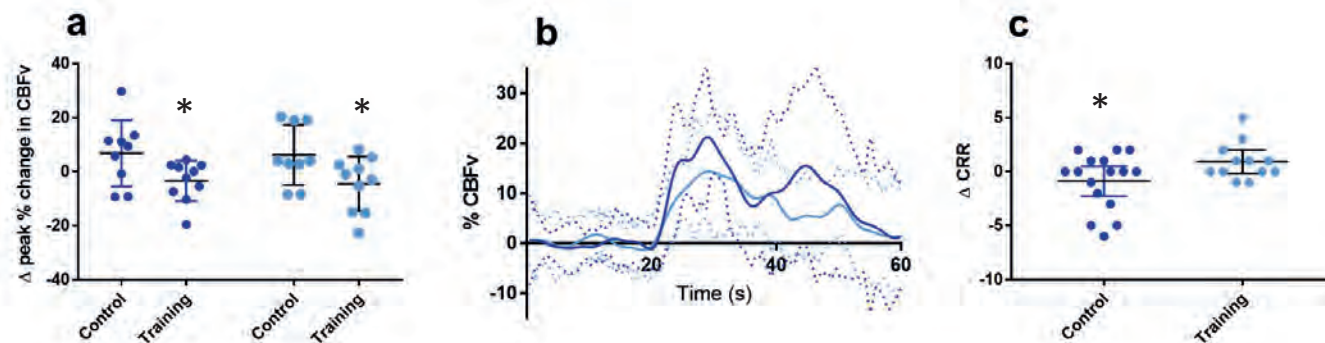 a
Δ peak % change in CBFv
40
20
0
-20
-40
*
*
Control
Training
Control
Training
b
% CBFv
30
20
10
0
-10
20
40
60
Time (s)
c
Δ CRR
10
5
0
-5
-10
*
Control
Training